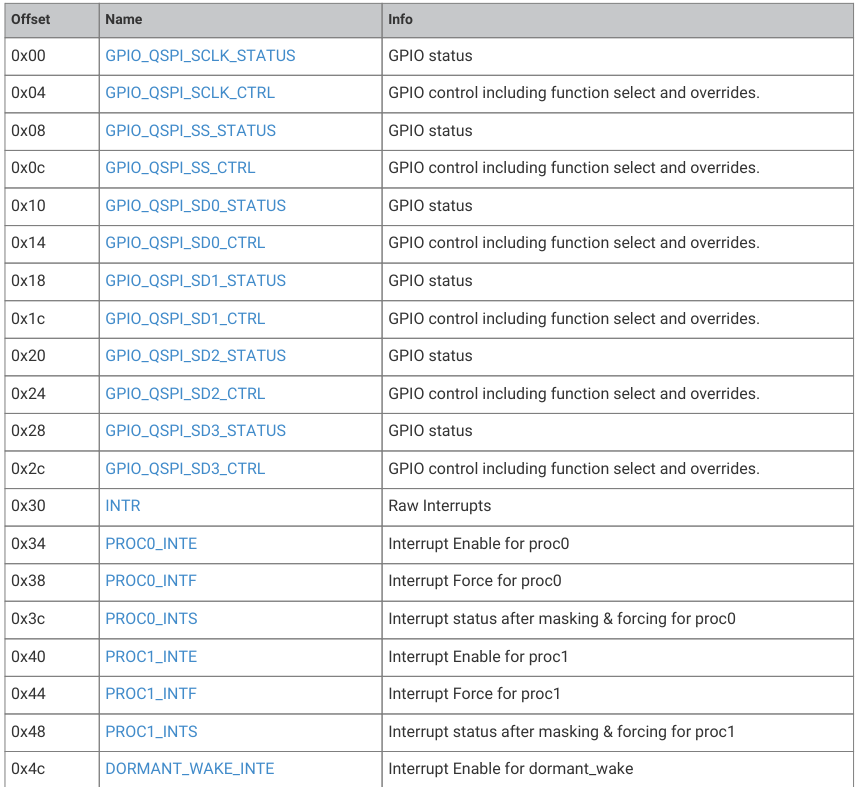 Offset Name Info
0x00 GPIO_QSPI_SCLK_STATUS GPIO status
0x04 GPIO_QSPI_SCLK_CTRL GPIO control including function select and overrides.
0x08 GPIO_QSPI_SS_STATUS GPIO status
0x0c GPIO_QSPI_SS_CTRL GPIO control including function select and overrides.
0x10 GPIO_QSPI_SD0_STATUS GPIO status
0x14 GPIO_QSPI_SD0_CTRL GPIO control including function select and overrides.
0x18 GPIO_QSPI_SD1_STATUS GPIO status
0x1c GPIO_QSPI_SD1_CTRL GPIO control including function select and overrides.
0x20 GPIO_QSPI_SD2_STATUS GPIO status
0x24 GPIO_QSPI_SD2_CTRL GPIO control including function select and overrides.
0x28 GPIO_QSPI_SD3_STATUS GPIO status
0x2c GPIO_QSPI_SD3_CTRL GPIO control including function select and overrides.
0x30 INTR Raw Interrupts
0x34 PROC0_INTE Interrupt Enable for proc0
0x38 PROC0_INTF Interrupt Force for proc0
0x3c PROC0_INTS Interrupt status after masking & forcing for proc0
0x40 PROC1_INTE Interrupt Enable for proc1
0x44 PROC1_INTF Interrupt Force for proc1
0x48 PROC1_INTS Interrupt status after masking & forcing for proc1
0x4c DORMANT_WAKE_INTE Interrupt Enable for dormant_wake